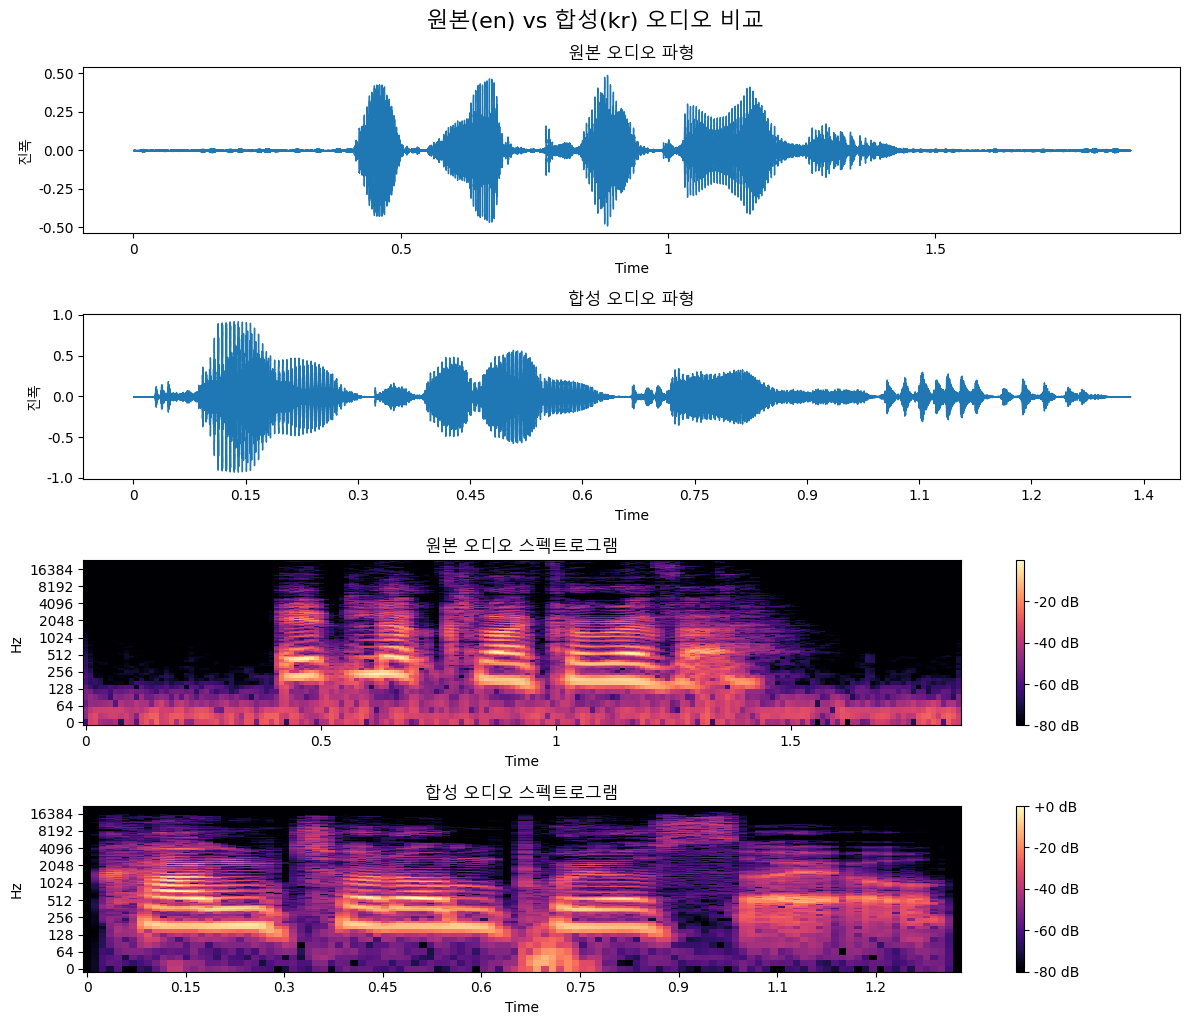 원본(en) vs 합성(kr) 오디오 비교
원본 오디오 파형
0.50
0.25
0.00
-0.25
-0.50
진폭
0 0.5 1 1.5
Time
합성 오디오 파형
1.0
0.5
0.0
-0.5
-1.0
진폭
0 0.15 0.3 0.45 0.6 0.75 0.9 1.1 1.2 1.4
Time
원본 오디오 스펙트로그램
16384
8192
4096
2048
1024
512
256
128
64
0
Hz
0 0.5 1 1.5
Time
-20 dB
-40 dB
-60 dB
-80 dB
합성 오디오 스펙트로그램
16384
8192
4096
2048
1024
512
256
128
64
0
Hz
0 0.15 0.3 0.45 0.6 0.75 0.9 1.1 1.2
Time
+0 dB
-20 dB
-40 dB
-60 dB
-80 dB